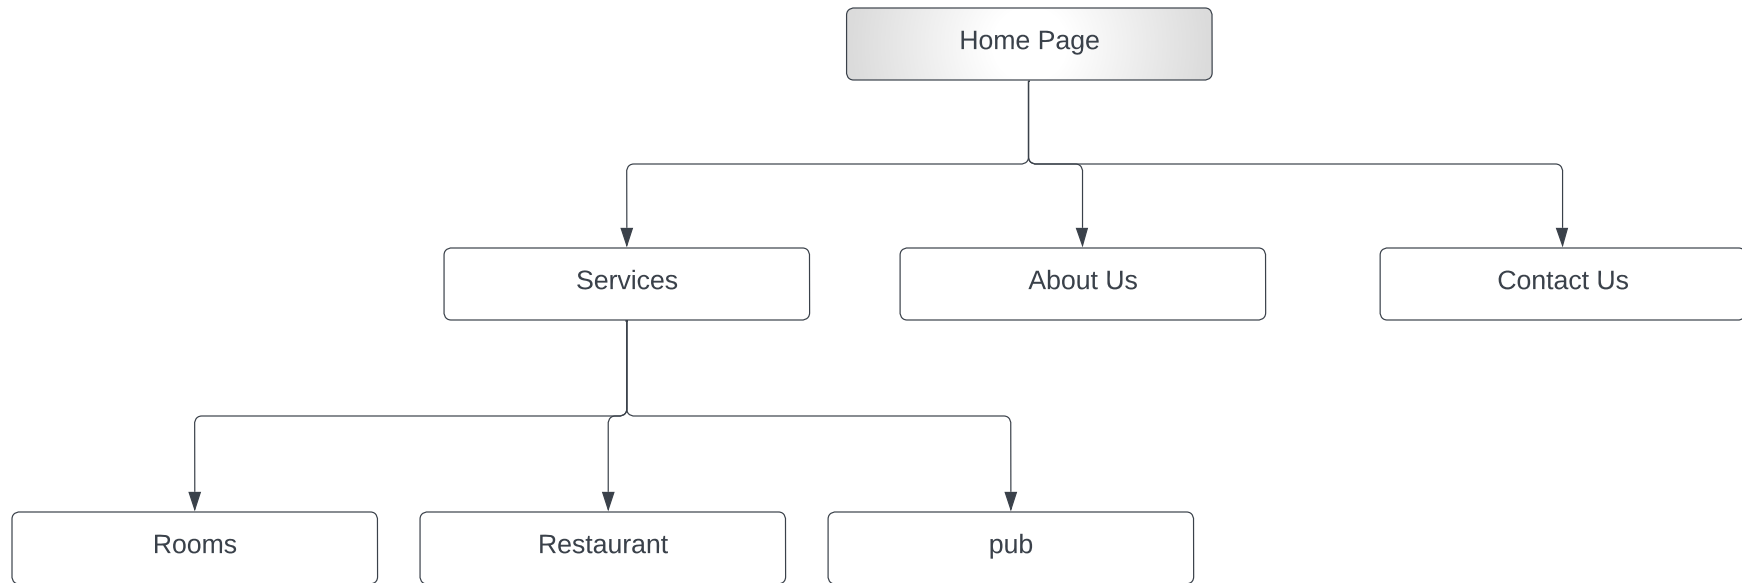 Home Page
Services
About Us
Contact Us
Rooms
Restaurant
pub